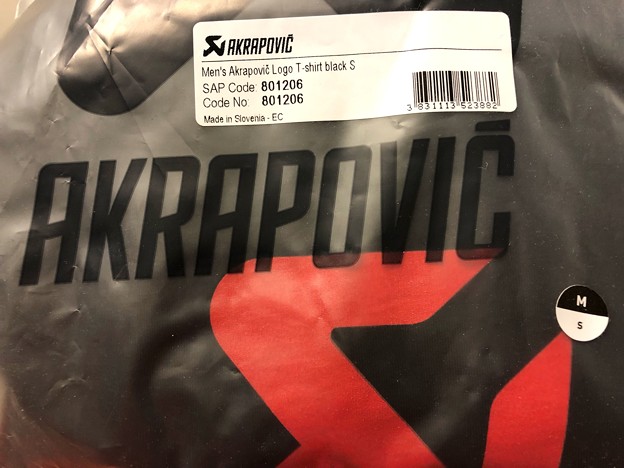 AKRAPOVIČ
Men's Akrapovič Logo T-shirt black S
SAP Code: 801206
Code No: 801206
3 831113 523882
Made in Slovenia - EC
AKRAPOVIČ
M
S